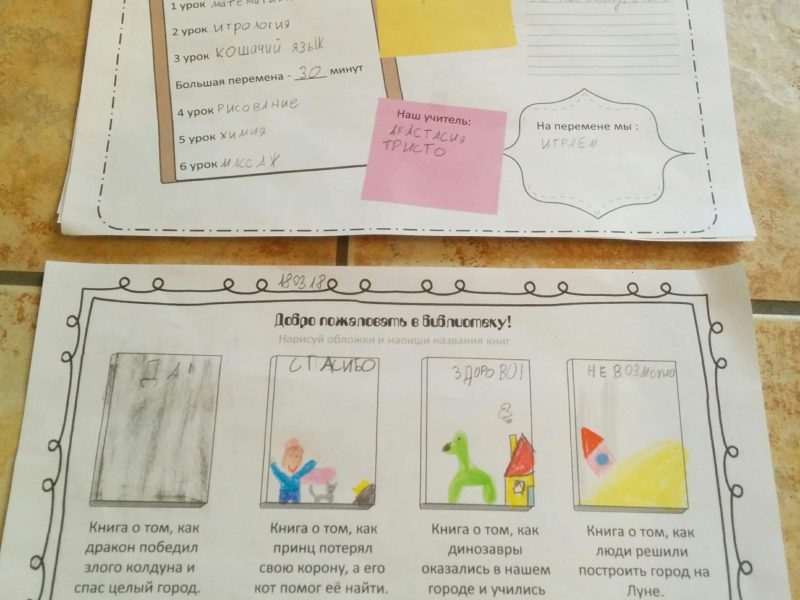 1 урок математика
2 урок игрология
3 урок кошачий язык
Большая перемена - 30 минут
4 урок рисование
5 урок химия
6 урок массаж
Наш учитель:
АНАСТАСИЯ
ТРИСТО
На перемене мы :
ИГРАЕМ
18 03 18
Добро пожаловать в библиотеку!
Нарисуй обложки и напиши названия книг
ДА!
СПАСИБО
ЗДОРОВО!
НЕВОЗМОЖНО
Книга о том, как
дракон победил
злого колдуна и
спас целый город.
Книга о том, как
принц потерял
свою корону, а его
кот помог её найти.
Книга о том, как
динозавры
оказались в нашем
городе и учились
Книга о том, как
люди решили
построить город на
Луне.